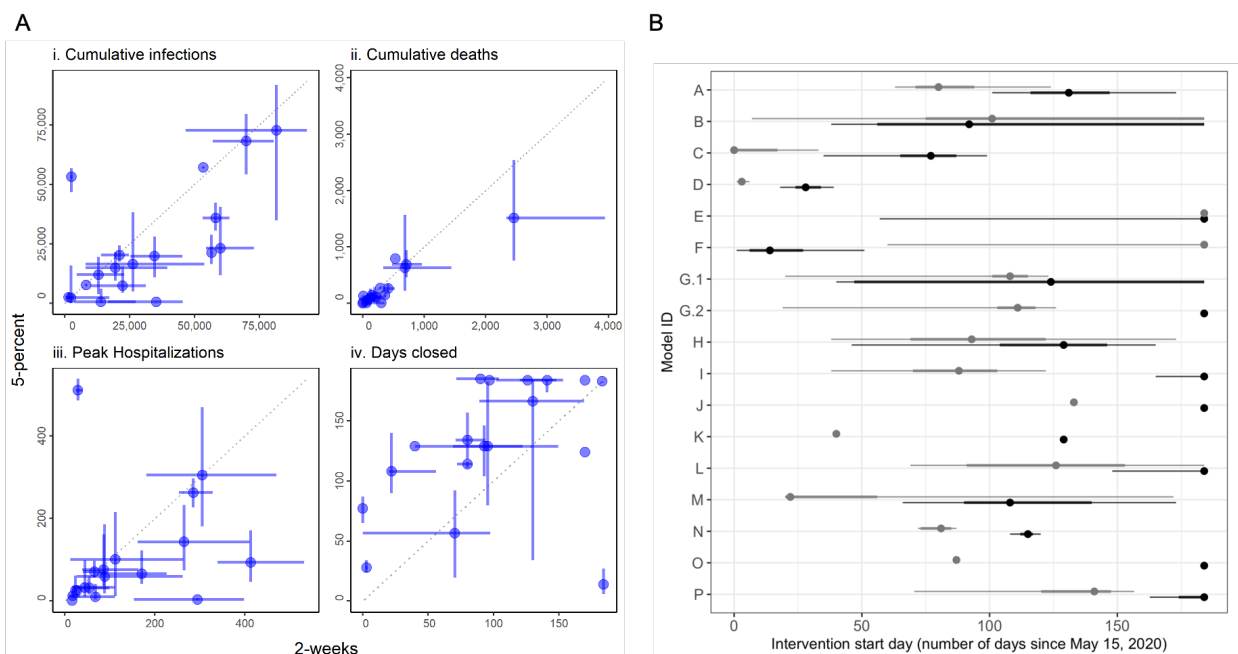 A
B
i. Cumulative infections
ii. Cumulative deaths
75,000
50,000
25,000
0
0
25,000
50,000
75,000
4,000
3,000
2,000
1,000
0
0
1,000
2,000
3,000
4,000
iii. Peak Hospitalizations
iv. Days closed
400
200
0
0
200
400
150
100
50
0
0
50
100
150
5-percent
2-weeks
A
B
C
D
E
F
G.1
G.2
H
I
J
K
L
M
N
O
P
Model ID
0
50
100
150
Intervention start day (number of days since May 15, 2020)